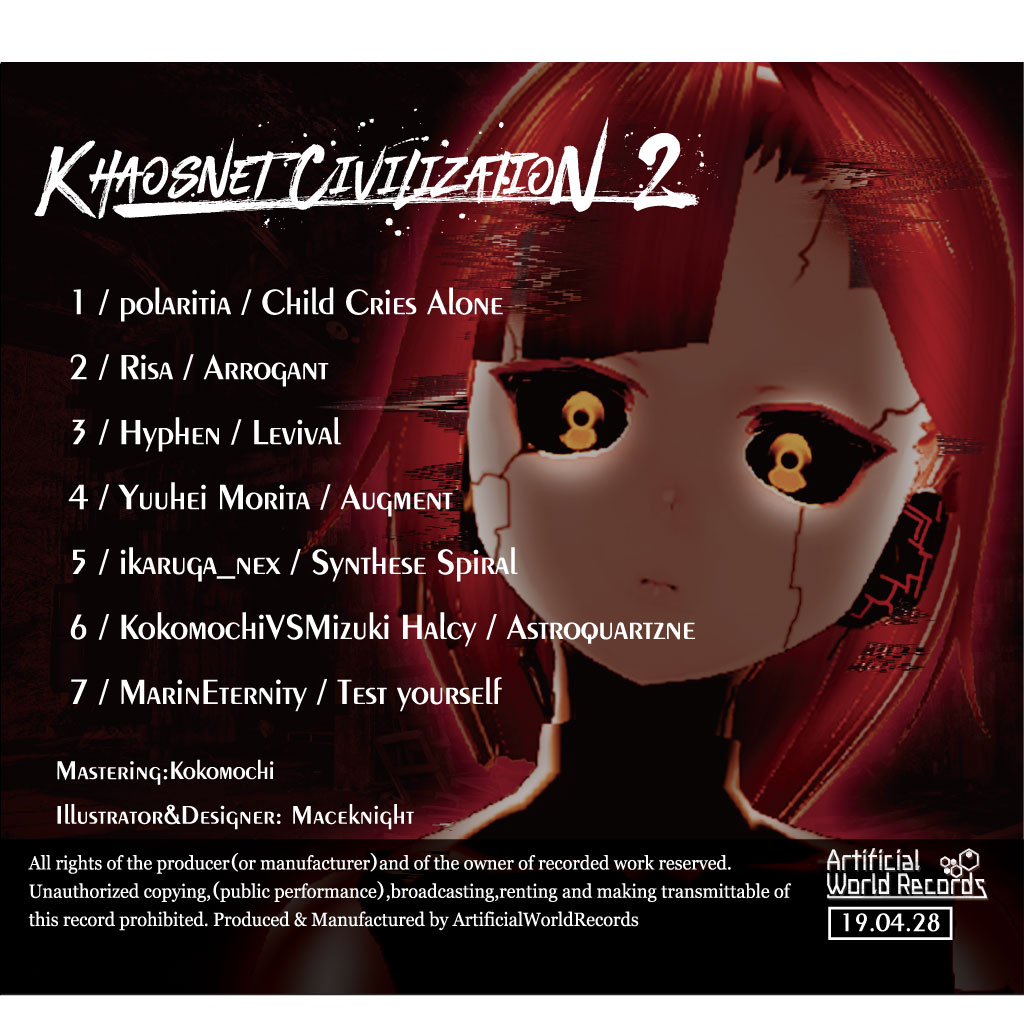 KHAOSNET CIVILIZATION 2
1 / polaritia / Child Cries Alone
2 / Risa / Arrogant
3 / Hyphen / Levival
4 / Yuuhei Morita / Augment
5 / ikaruga_nex / Synthese Spiral
6 / KokomochiVSMizuki Halcy / Astroquartzne
7 / MarinEternity / Test yourself
Mastering:Kokomochi
Illustrator&Designer: Maceknight
All rights of the producer(or manufacturer)and of the owner of recorded work reserved.
Unauthorized copying,(public performance),broadcasting,renting and making transmittable of
this record prohibited. Produced & Manufactured by ArtificialWorldRecords
Artificial
World Records
19.04.28